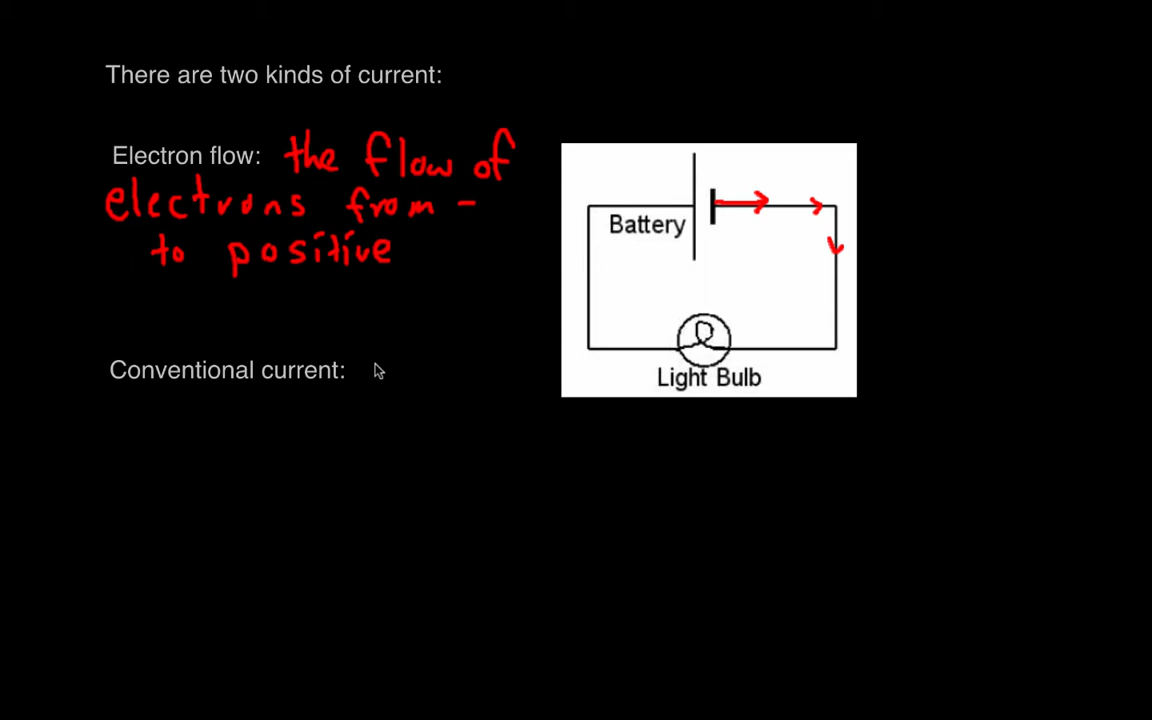 There are two kinds of current:
Electron flow: the flow of
electrons from -
to positive
Battery
Light Bulb
Conventional current: